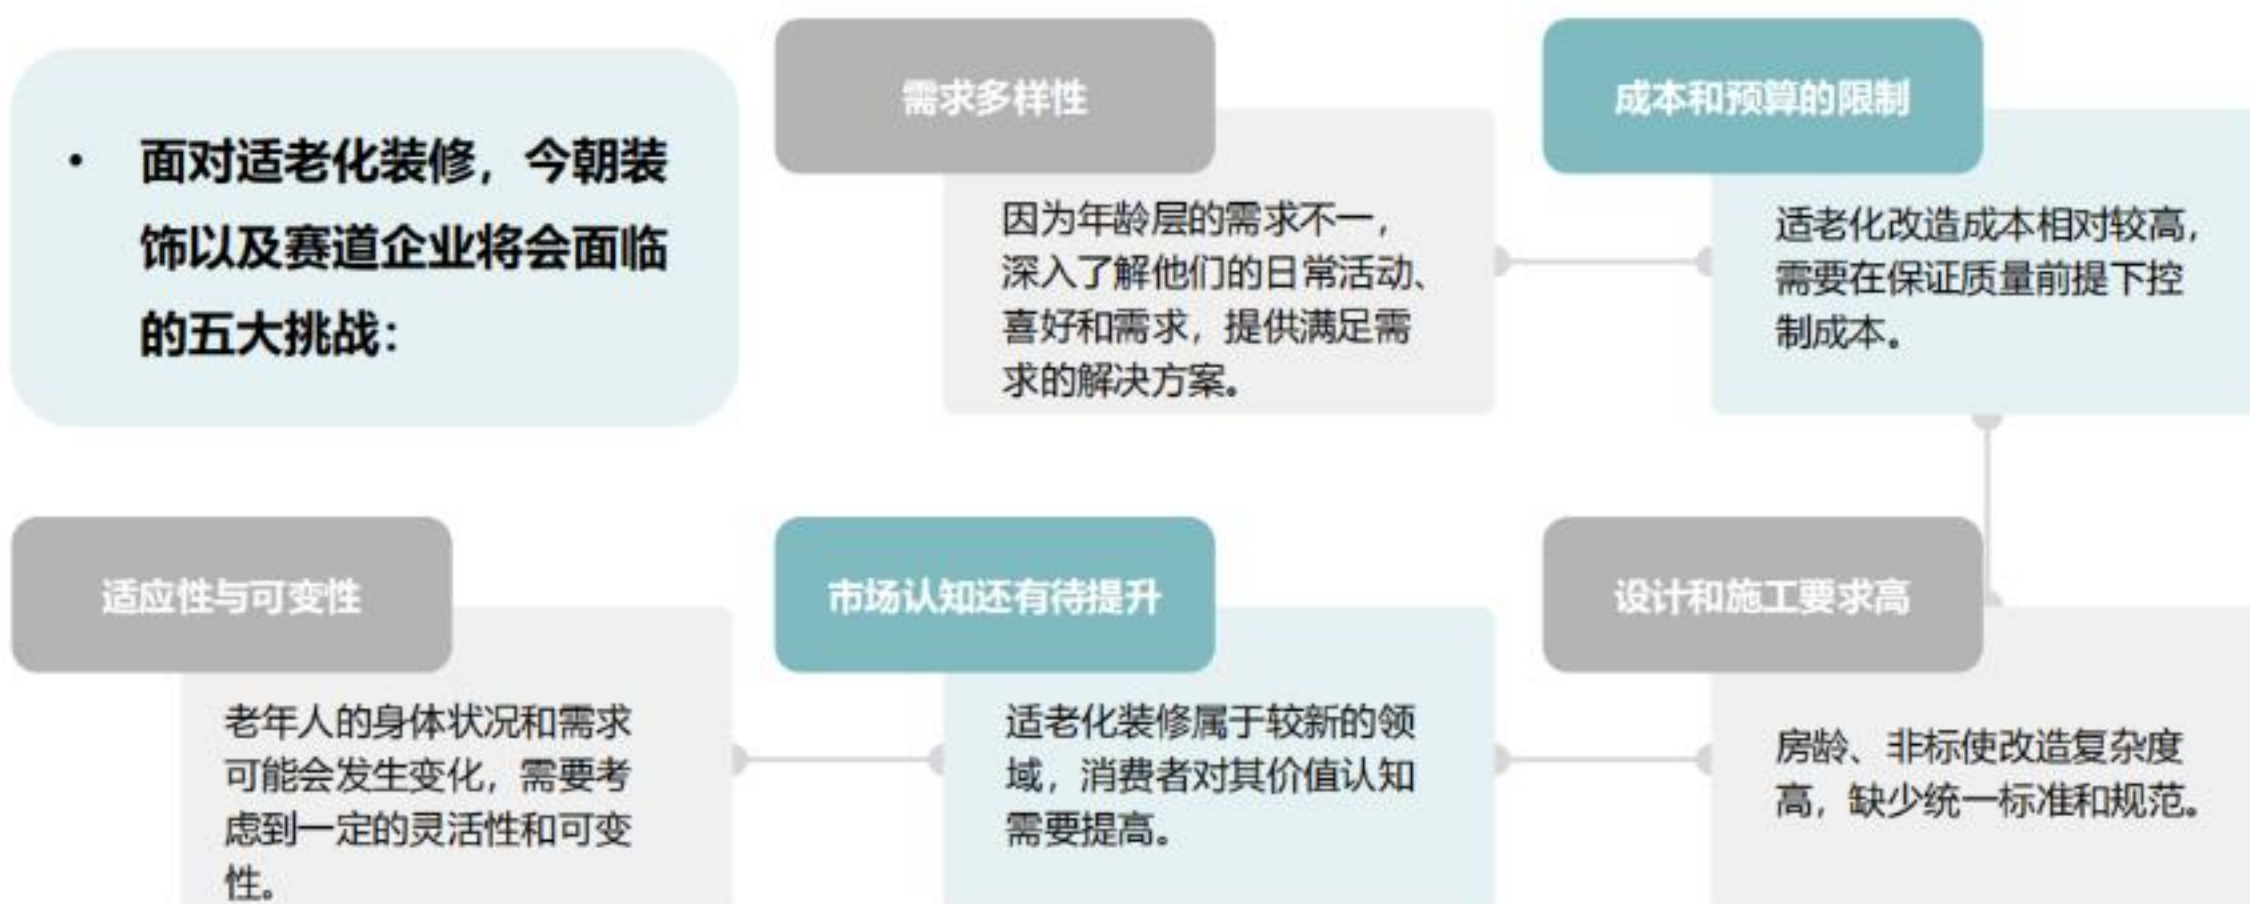 • 面对适老化装修，今朝装
饰以及赛道企业将会面临
的五大挑战：
需求多样性
因为年龄层的需求不一，
深入了解他们的日常活动、
喜好和需求，提供满足需
求的解决方案。
成本和预算的限制
适老化改造成本相对较高，
需要在保证质量前提下控
制成本。
设计和施工要求高
房龄、非标使改造复杂度
高，缺少统一标准和规范。
市场认知还有待提升
适老化装修属于较新的领
域，消费者对其价值认知
需要提高。
适应性与可变性
老年人的身体状况和需求
可能会发生变化，需要考
虑到一定的灵活性和可变
性。